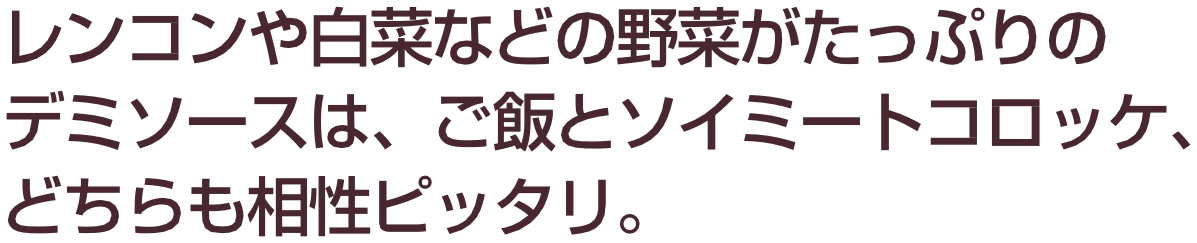 レンコンや白菜などの野菜がたっぷりの
デミソースは、ご飯とソイミートコロッケ、
どちらも相性ピッタリ。